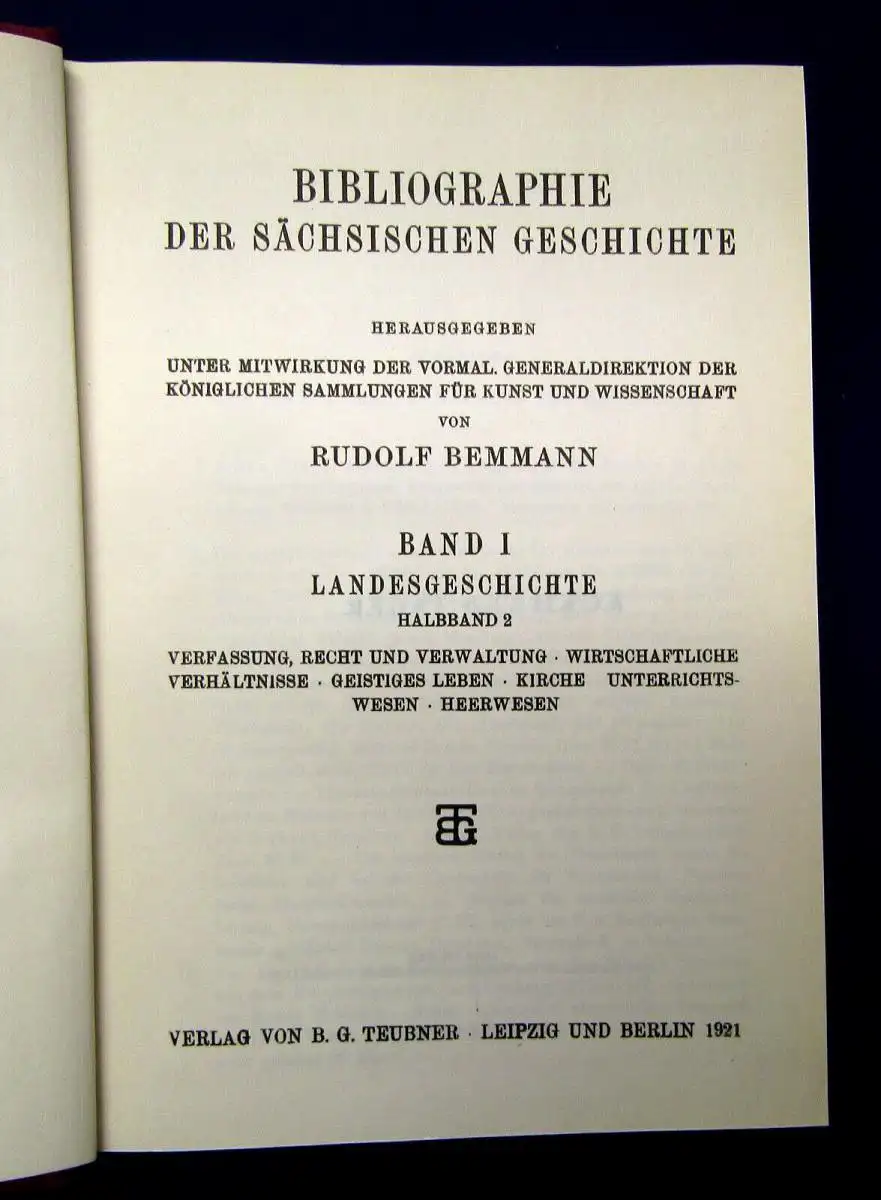 BIBLIOGRAPHIE
DER SÄCHSISCHEN GESCHICHTE
HERAUSGEGEBEN
UNTER MITWIRKUNG DER VORMAL. GENERALDIREKTION DER
KÖNIGLICHEN SAMMLUNGEN FÜR KUNST UND WISSENSCHAFT
VON
RUDOLF BEMMANN
BAND I
LANDESGESCHICHTE
HALBBAND 2
VERFASSUNG, RECHT UND VERWALTUNG · WIRTSCHAFTLICHE
VERHÄLTNISSE · GEISTIGES LEBEN · KIRCHE UNTERRICHTS-
WESEN · HEERWESEN
BTG
VERLAG VON B. G. TEUBNER · LEIPZIG UND BERLIN 1921